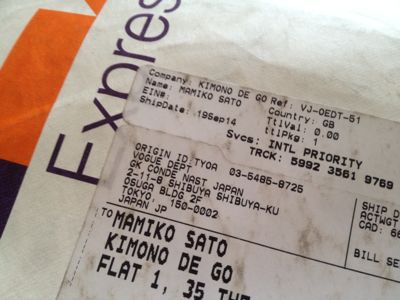 Express
Company: KIMONO DE GO
Name: MAMIKO SATO
EIN#:
ShipDate: 19Sep14
Ref: VJ-OEDT-51
Country: GB
TtlVal: 0.00
ttlPkg: 1
Svcs: INTL PRIORITY
TRCK: 5992 3561 9769
ORIGIN ID:TYOA 03-5485-8725
VOGUE DEPT
GK CONDE NAST JAPAN
2-11-8 SHIBUYA SHIBUYA-KU
OSUGA BLDG 2F
TOKYO, 150-0002
JAPAN JP
SHIP D
ACTWGT
CAD: 66
BILL SE
TO MAMIKO SATO
KIMONO DE GO
FLAT 1, 35 THE